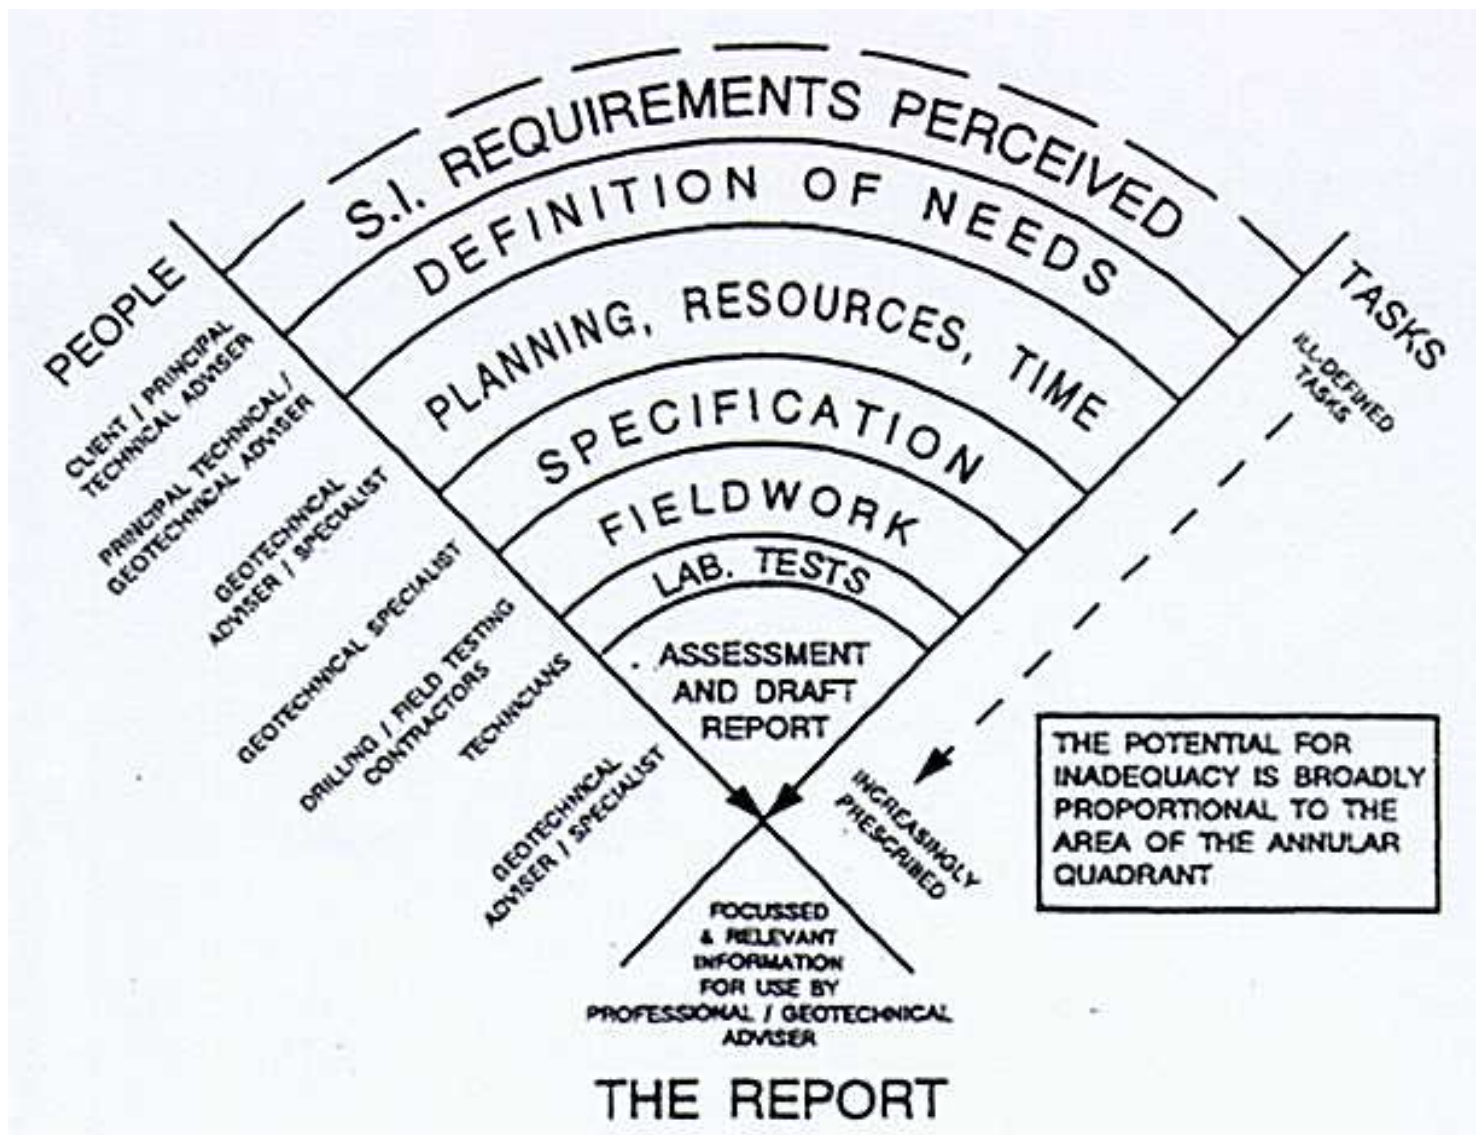 S.I. REQUIREMENTS PERCEIVED
DEFINITION OF NEEDS
PLANNING, RESOURCES, TIME
SPECIFICATION
FIELDWORK
LAB. TESTS
ASSESSMENT
AND DRAFT
REPORT
PEOPLE
CLIENT / PRINCIPAL
TECHNICAL ADVISER
PRINCIPAL TECHNICAL /
GEOTECHNICAL ADVISER
GEOTECHNICAL
ADVISER / SPECIALIST
GEOTECHNICAL SPECIALIST
DRILLING / FIELD TESTING
CONTRACTORS
TECHNICIANS
GEOTECHNICAL
ADVISER / SPECIALIST
TASKS
ILL-DEFINED
TASKS
INCREASINGLY
PRESCRIBED
THE POTENTIAL FOR
INADEQUACY IS BROADLY
PROPORTIONAL TO THE
AREA OF THE ANNULAR
QUADRANT
FOCUSSED
& RELEVANT
INFORMATION
FOR USE BY
PROFESSIONAL / GEOTECHNICAL
ADVISER
THE REPORT